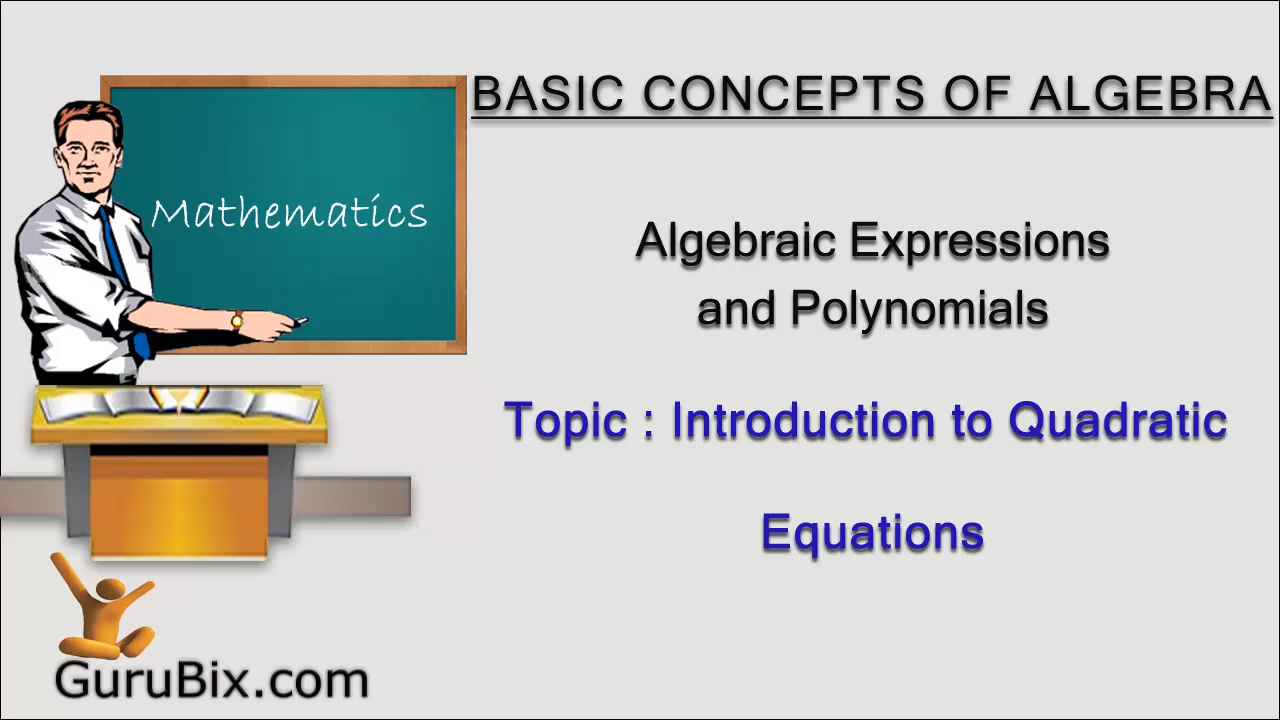 BASIC CONCEPTS OF ALGEBRA
Mathematics
Algebraic Expressions
and Polynomials
Topic : Introduction to Quadratic
Equations
GuruBix.com